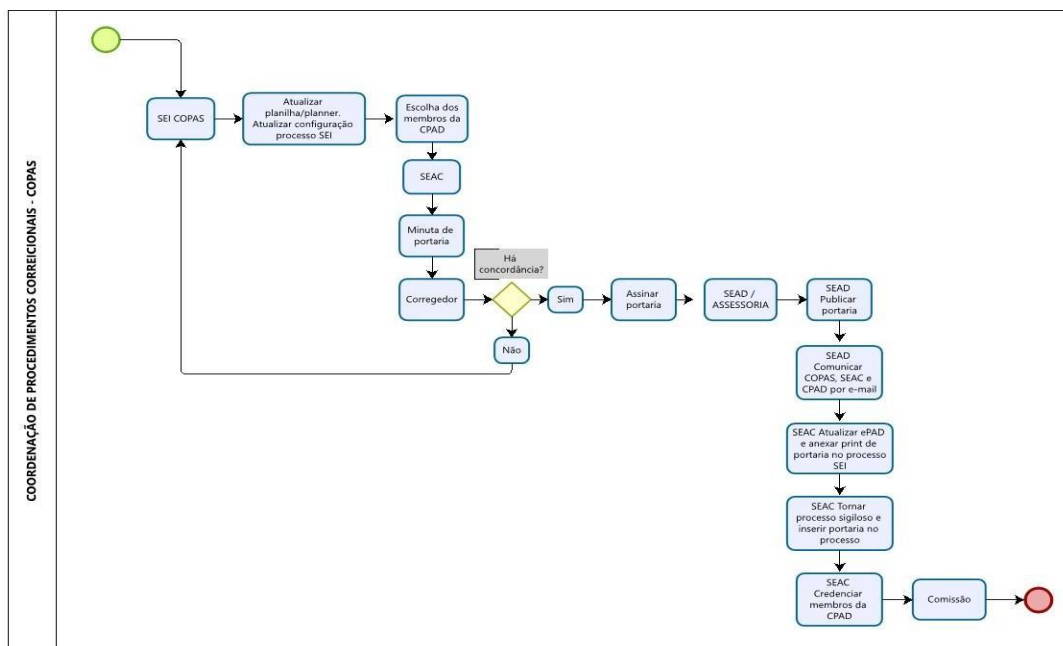 COORDENAÇÃO DE PROCEDIMENTOS CORREICIONAIS - COPAS
SEI COPAS
Atualizar
planilha/planner.
Atualizar configuração
processo SEI
Escolha dos
membros da
CPAD
SEAC
Minuta de
portaria
Corregedor
Há
concordância?
Sim
Não
Assinar
portaria
SEAD /
ASSESSORIA
SEAD
Publicar
portaria
SEAD
Comunicar
COPAS, SEAC e
CPAD por e-mail
SEAC Atualizar ePAD
e anexar print de
portaria no processo
SEI
SEAC Tornar
processo sigiloso e
inserir portaria no
processo
SEAC
Credenciar
membros da
CPAD
Comissão